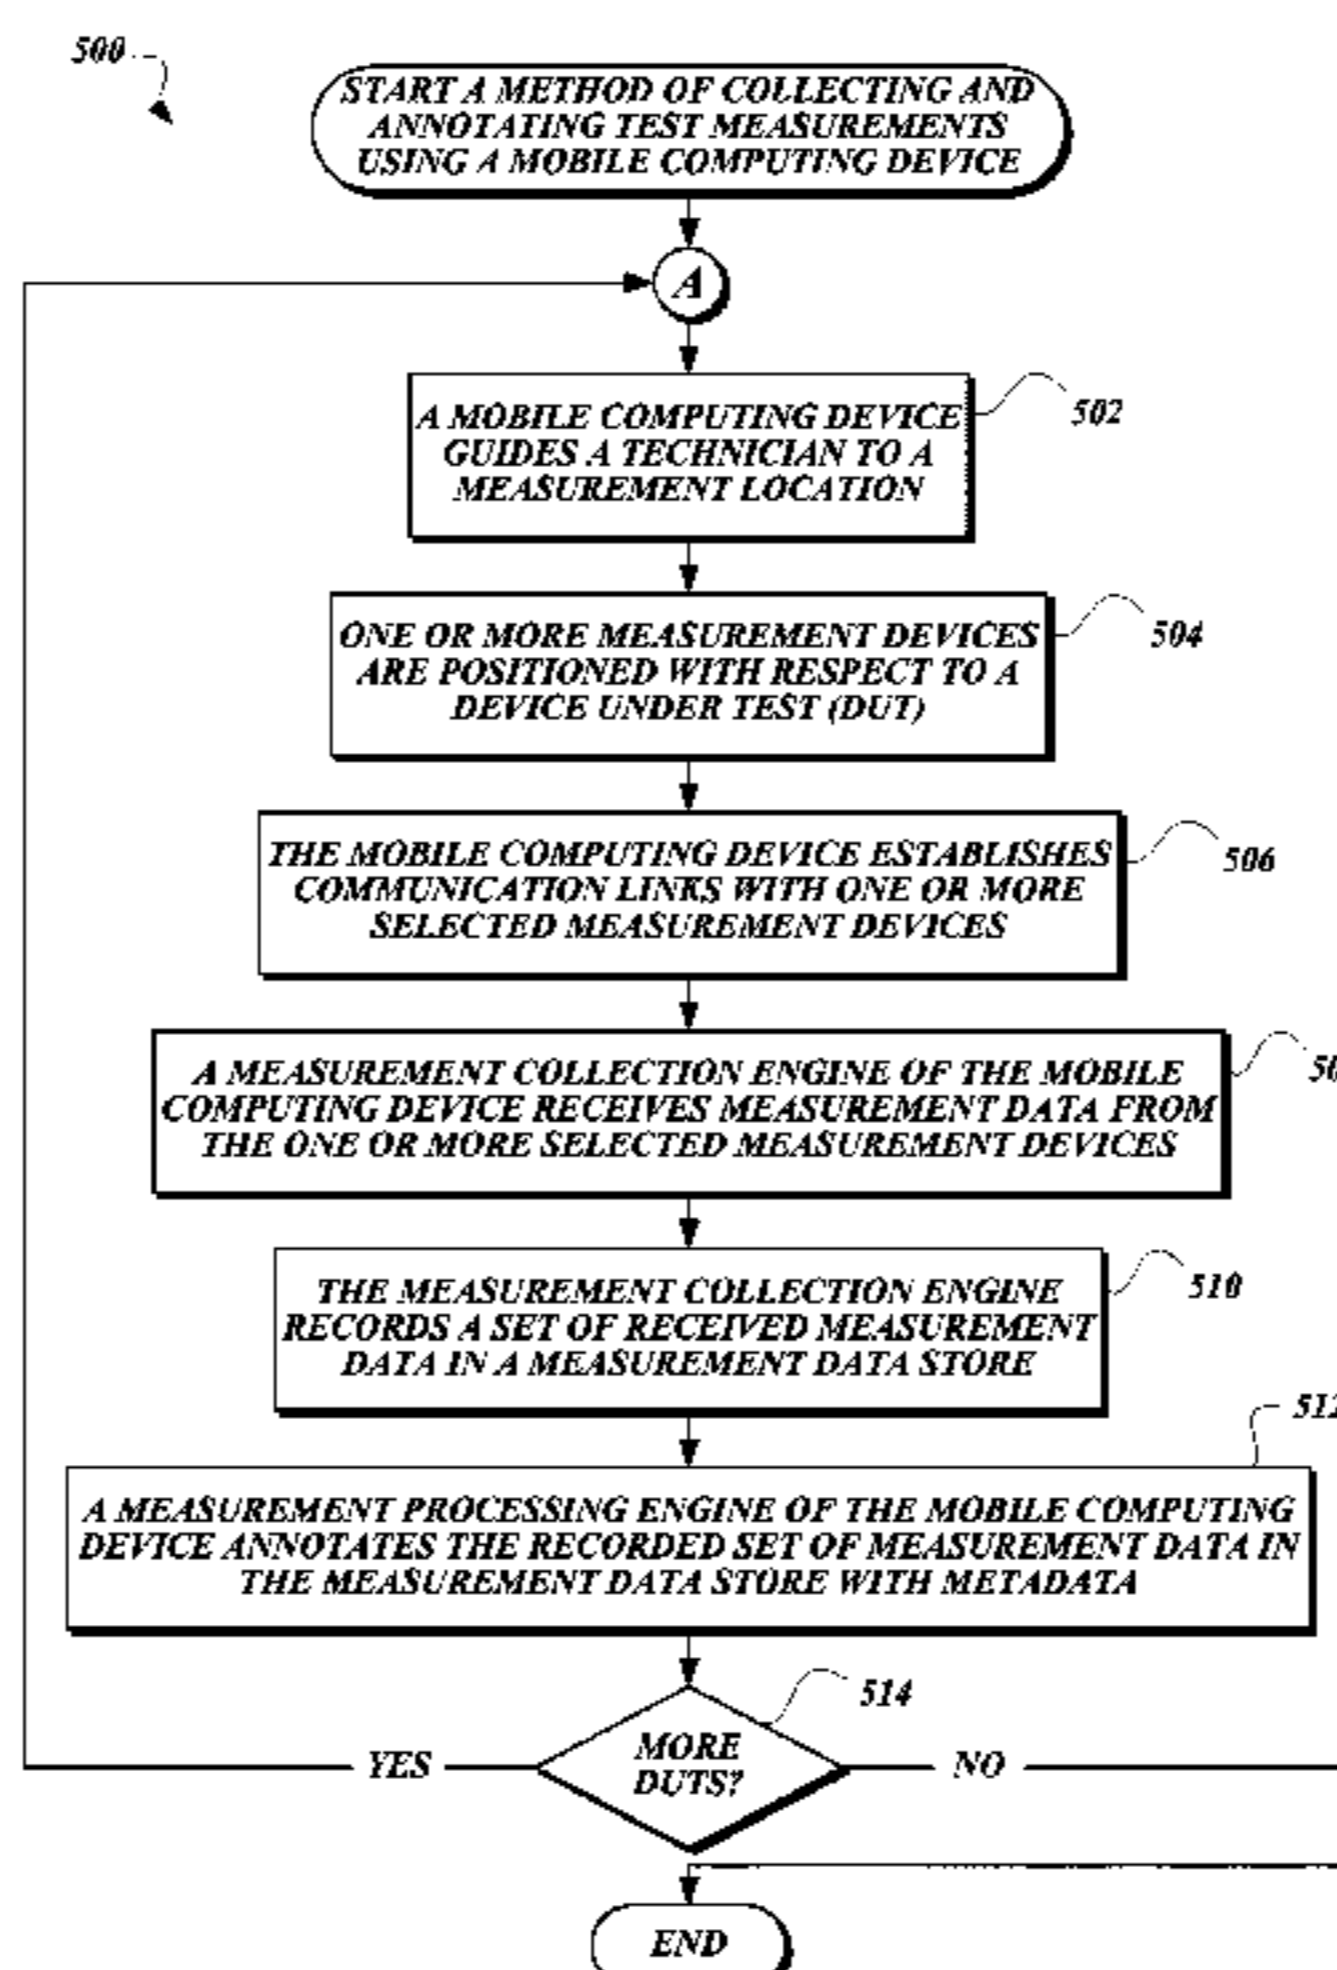 500
START A METHOD OF COLLECTING AND
ANNOTATING TEST MEASUREMENTS
USING A MOBILE COMPUTING DEVICE
A
A MOBILE COMPUTING DEVICE
GUIDES A TECHNICIAN TO A
MEASUREMENT LOCATION
502
ONE OR MORE MEASUREMENT DEVICES
ARE POSITIONED WITH RESPECT TO A
DEVICE UNDER TEST (DUT)
504
THE MOBILE COMPUTING DEVICE ESTABLISHES
COMMUNICATION LINKS WITH ONE OR MORE
SELECTED MEASUREMENT DEVICES
506
A MEASUREMENT COLLECTION ENGINE OF THE MOBILE
COMPUTING DEVICE RECEIVES MEASUREMENT DATA FROM
THE ONE OR MORE SELECTED MEASUREMENT DEVICES
THE MEASUREMENT COLLECTION ENGINE
RECORDS A SET OF RECEIVED MEASUREMENT
DATA IN A MEASUREMENT DATA STORE
510
512
A MEASUREMENT PROCESSING ENGINE OF THE MOBILE COMPUTING
DEVICE ANNOTATES THE RECORDED SET OF MEASUREMENT DATA IN
THE MEASUREMENT DATA STORE WITH METADATA
514
MORE
DUTS?
YES
NO
END